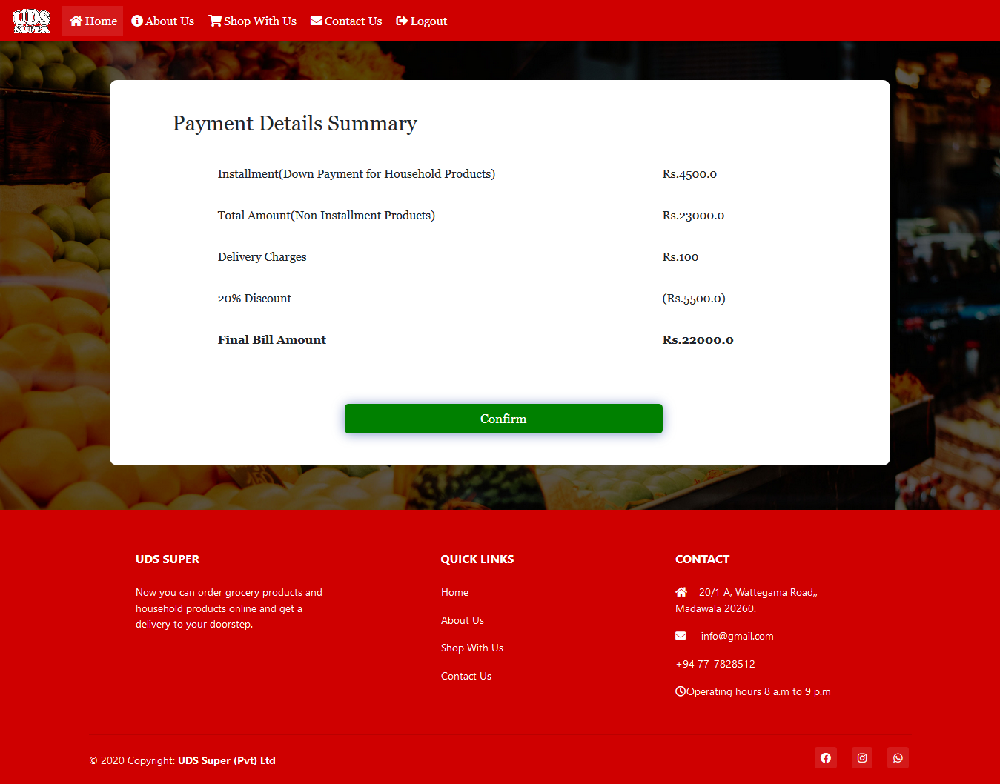 UDS
SUPER
Home About Us Shop With Us Contact Us Logout
Payment Details Summary
Installment(Down Payment for Household Products) Rs.4500.0
Total Amount(Non Installment Products) Rs.23000.0
Delivery Charges Rs.100
20% Discount (Rs.5500.0)
Final Bill Amount Rs.22000.0
Confirm
UDS SUPER
Now you can order grocery products and
household products online and get a
delivery to your doorstep.
QUICK LINKS
Home
About Us
Shop With Us
Contact Us
CONTACT
20/1 A, Wattegama Road,,
Madawala 20260.
info@gmail.com
+94 77-7828512
Operating hours 8 a.m to 9 p.m
© 2020 Copyright: UDS Super (Pvt) Ltd